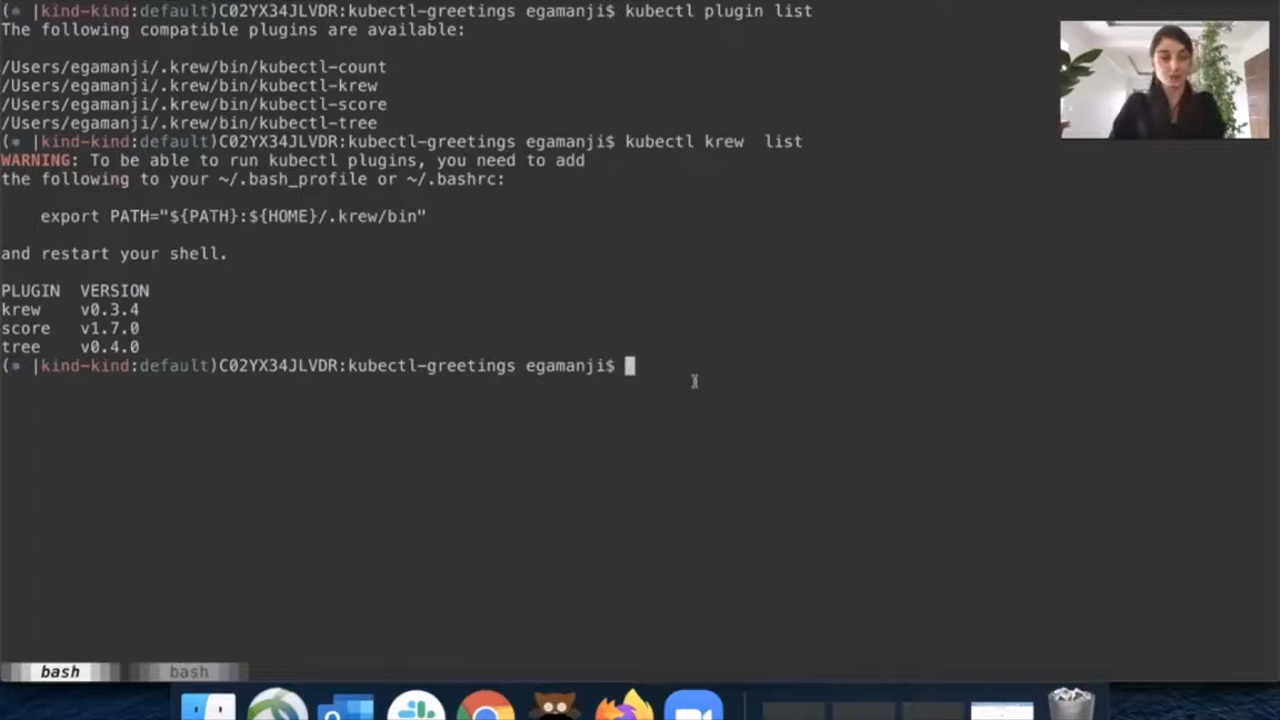 (⎈ |kind-kind:default)C02YX34JLVDR:kubectl-greetings egamanji$ kubectl plugin list
The following compatible plugins are available:
/Users/egamanji/.krew/bin/kubectl-count
/Users/egamanji/.krew/bin/kubectl-krew
/Users/egamanji/.krew/bin/kubectl-score
/Users/egamanji/.krew/bin/kubectl-tree
(⎈ |kind-kind:default)C02YX34JLVDR:kubectl-greetings egamanji$ kubectl krew  list
WARNING: To be able to run kubectl plugins, you need to add
the following to your ~/.bash_profile or ~/.bashrc:
export PATH="${PATH}:${HOME}/.krew/bin"
and restart your shell.
PLUGIN  VERSION
krew    v0.3.4
score   v1.7.0
tree    v0.4.0
(⎈ |kind-kind:default)C02YX34JLVDR:kubectl-greetings egamanji$
bash bash